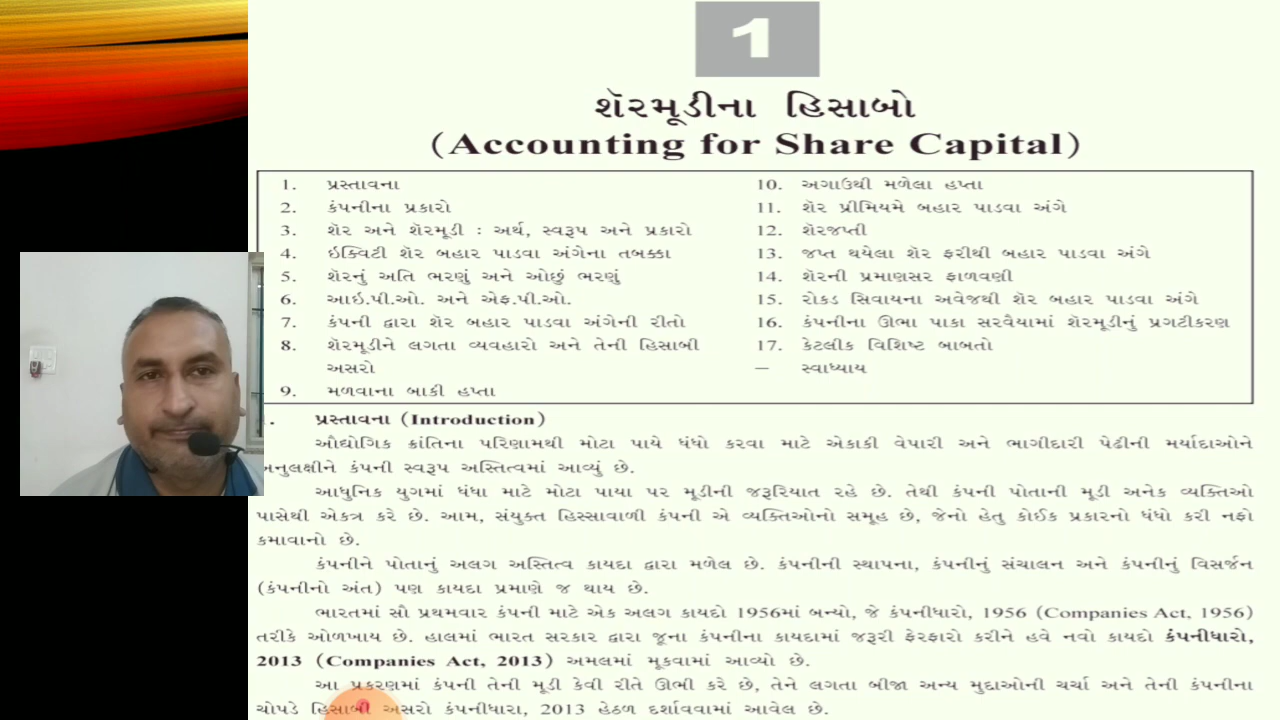 1
શૅરમૂડીના હિસાબો
(Accounting for Share Capital)
1. પ્રસ્તાવના
2. કંપનીના પ્રકારો
3. શૅર અને શૅરમૂડી : અર્થ, સ્વરૂપ અને પ્રકારો
4. ઇક્વિટી શૅર બહાર પાડવા અંગેના તબક્કા
5. શૅરનું અતિ ભરણું અને ઓછું ભરણું
6. આઇ.પી.ઓ. અને એફ.પી.ઓ.
7. કંપની દ્વારા શૅર બહાર પાડવા અંગેની રીતો
8. શૅરમૂડીને લગતા વ્યવહારો અને તેની હિસાબી
અસરો
9. મળવાના બાકી હપ્તા
10. અગાઉથી મળેલા હપ્તા
11. શૅર પ્રીમિયમે બહાર પાડવા અંગે
12. શૅરજપ્તી
13. જપ્ત થયેલા શૅર ફરીથી બહાર પાડવા અંગે
14. શૅરની પ્રમાણસર ફાળવણી
15. રોકડ સિવાયના અવેજથી શૅર બહાર પાડવા અંગે
16. કંપનીના ઊભા પાકા સરવૈયામાં શૅરમૂડીનું પ્રગટીકરણ
17. કેટલીક વિશિષ્ટ બાબતો
– સ્વાધ્યાય
. પ્રસ્તાવના (Introduction)
ઔદ્યોગિક ક્રાંતિના પરિણામથી મોટા પાયે ધંધો કરવા માટે એકાકી વેપારી અને ભાગીદારી પેઢીની મર્યાદાઓને
અનુલક્ષીને કંપની સ્વરૂપ અસ્તિત્વમાં આવ્યું છે.
આધુનિક યુગમાં ધંધા માટે મોટા પાયા પર મૂડીની જરૂરિયાત રહે છે. તેથી કંપની પોતાની મૂડી અનેક વ્યક્તિઓ
પાસેથી એકત્ર કરે છે. આમ, સંયુક્ત હિસ્સાવાળી કંપની એ વ્યક્તિઓનો સમૂહ છે, જેનો હેતુ કોઈક પ્રકારનો ધંધો કરી નફો
કમાવાનો છે.
કંપનીને પોતાનું અલગ અસ્તિત્વ કાયદા દ્વારા મળેલ છે. કંપનીની સ્થાપના, કંપનીનું સંચાલન અને કંપનીનું વિસર્જન
(કંપનીનો અંત) પણ કાયદા પ્રમાણે જ થાય છે.
ભારતમાં સૌ પ્રથમવાર કંપની માટે એક અલગ કાયદો 1956માં બન્યો, જે કંપનીધારો, 1956 (Companies Act, 1956)
તરીકે ઓળખાય છે. હાલમાં ભારત સરકાર દ્વારા જૂના કંપનીના કાયદામાં જરૂરી ફેરફારો કરીને હવે નવો કાયદો કંપનીધારો,
2013 (Companies Act, 2013) અમલમાં મૂકવામાં આવ્યો છે.
આ પ્રકરણમાં કંપની તેની મૂડી કેવી રીતે ઊભી કરે છે, તેને લગતા બીજા અન્ય મુદ્દાઓની ચર્ચા અને તેની કંપનીના
ચોપડે હિસાબી અસરો કંપનીધારા, 2013 હેઠળ દર્શાવવામાં આવેલ છે.